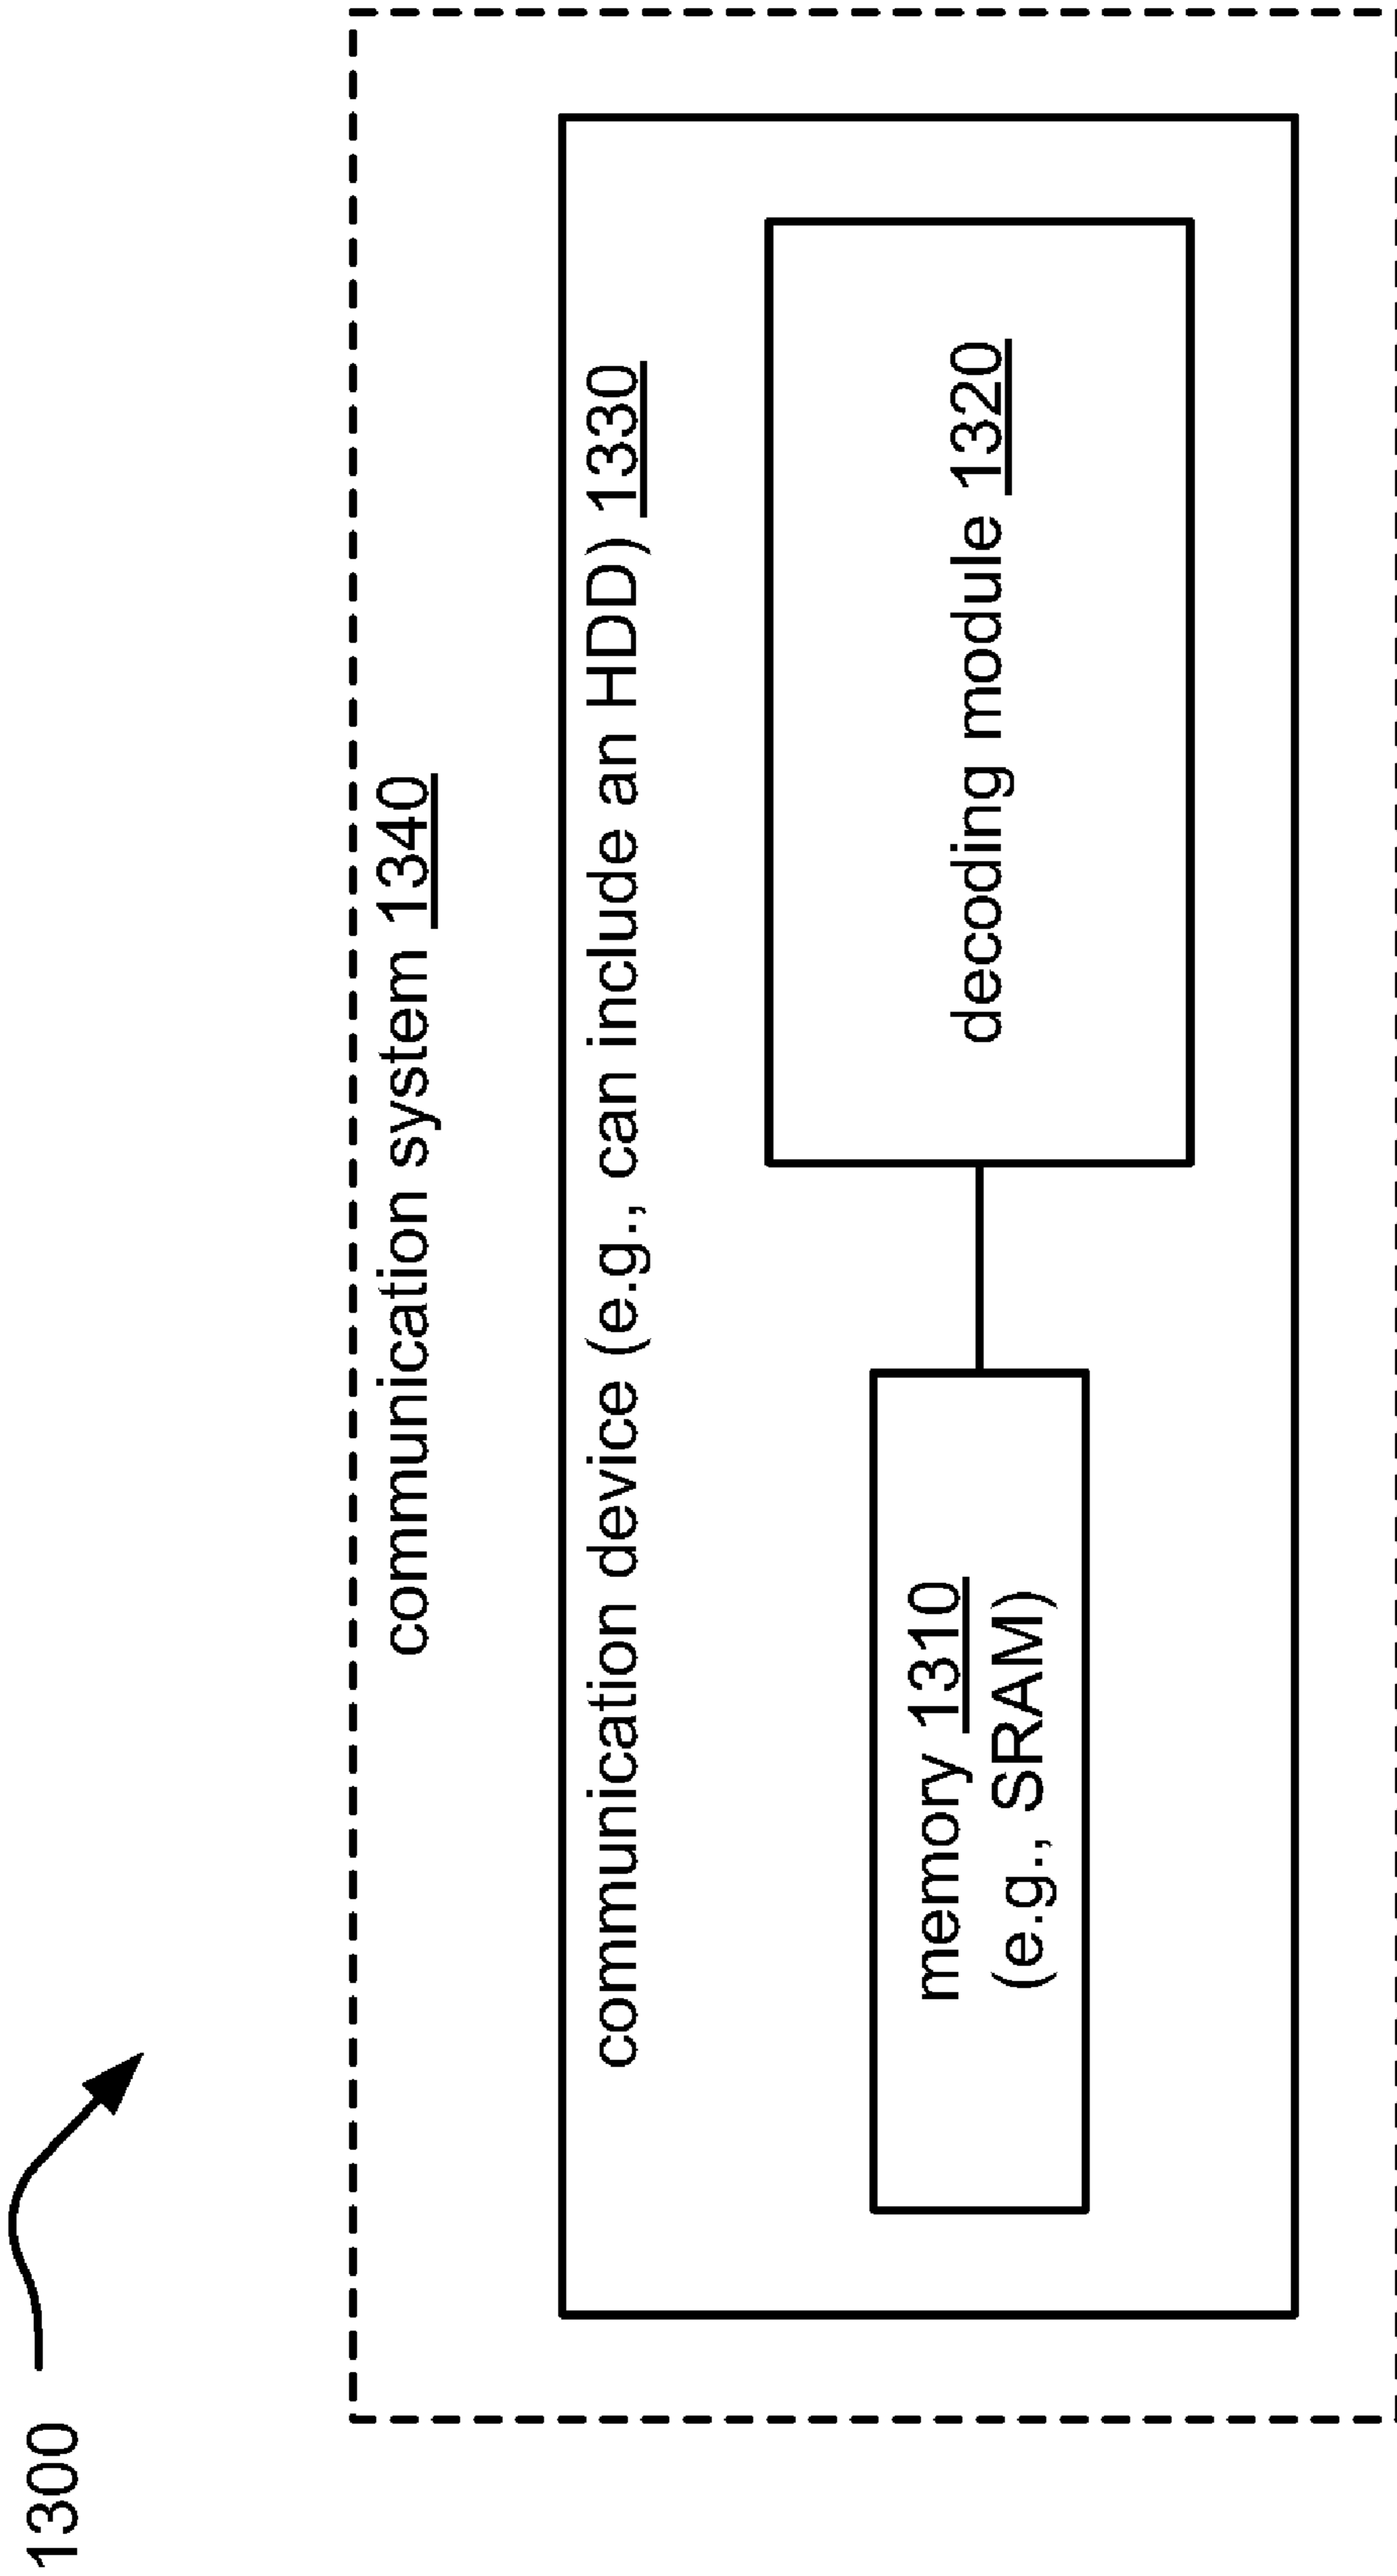 1300
communication system 1340
communication device (e.g., can include an HDD) 1330
memory 1310
(e.g., SRAM)
decoding module 1320